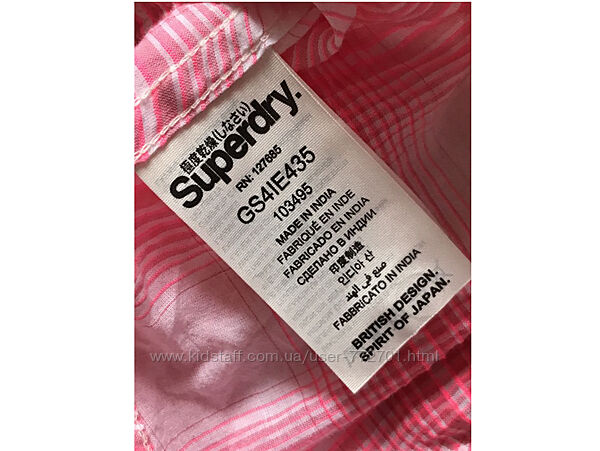 極度乾燥(しなさい)
Superdry.
RN: 127685
GS4IE435
103495
MADE IN INDIA
FABRIQUÉ EN INDE
FABRICADO EN INDIA
СДЕЛАНО В ИНДИИ
印度制造
인디아 산
صنع في الهند
FABBRICATO IN INDIA
BRITISH DESIGN.
SPIRIT OF JAPAN.